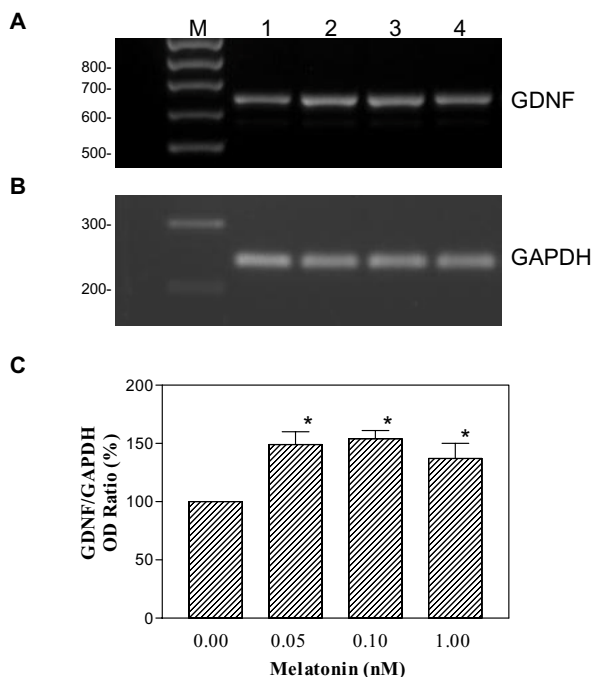 A
M 1 2 3 4
800-
700-
600-
500-
GDNF
B
300-
200-
GAPDH
C
GDNF/GAPDH
OD Ratio (%)
200
150
100
50
0
* * *
0.00 0.05 0.10 1.00
Melatonin (nM)